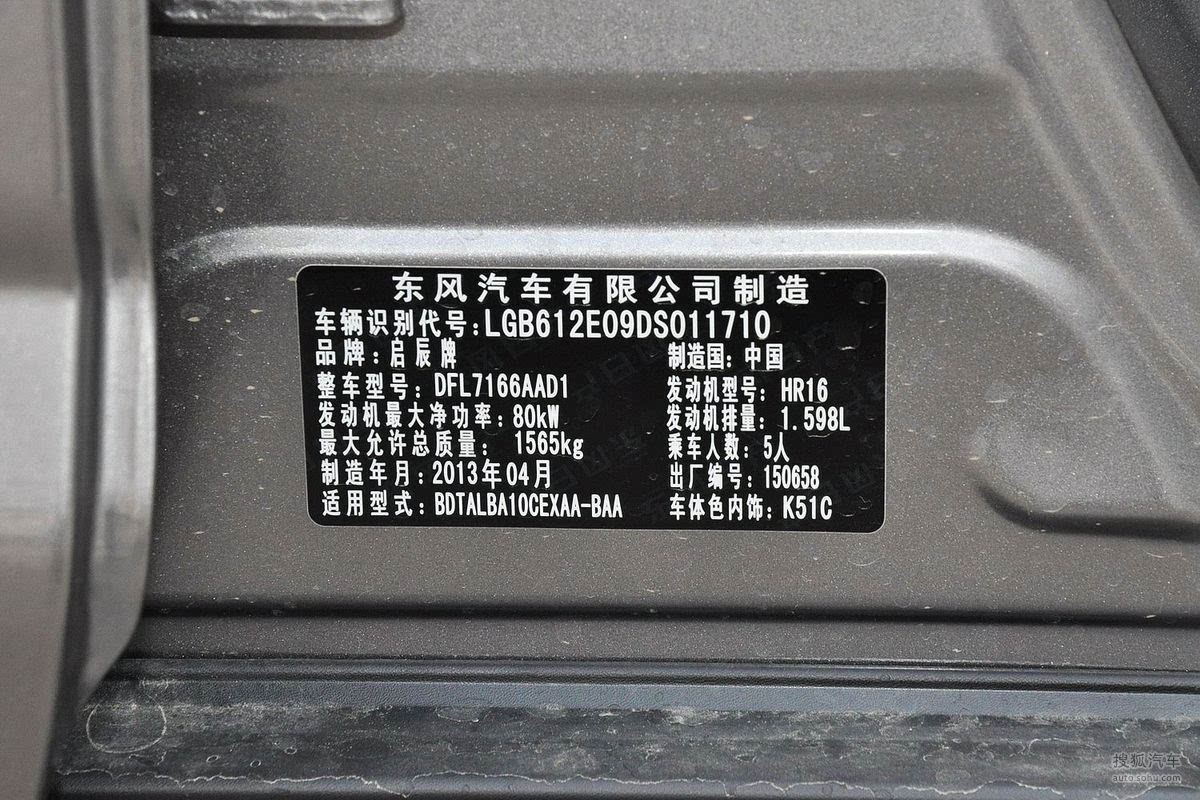 东风汽车有限公司制造
车辆识别代号:LGB612E09DS011710
品牌:启辰牌 制造国:中国
整车型号:DFL7166AAD1 发动机型号:HR16
发动机最大净功率:80kW 发动机排量:1.598L
最大允许总质量: 1565kg 乘车人数:5人
制造年月:2013年04月 出厂编号:150658
适用型式:BDTALBA10CEXAA-BAA 车体色内饰:K51C
搜狐汽车
auto.sohu.com